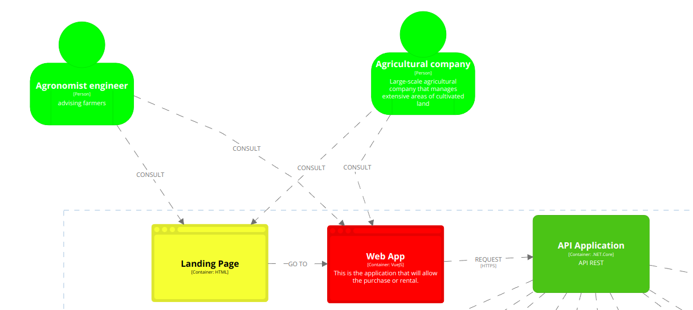 Agronomist engineer
[Person]
advising farmers
Agricultural company
[Person]
Large-scale agricultural
company that manages
extensive areas of cultivated
land
CONSULT
CONSULT
CONSULT
CONSULT
Landing Page
[Container: HTML]
GO TO
Web App
[Container: VueJS]
This is the application that will allow
the purchase or rental.
REQUEST
[HTTPS]
API Application
[Container: .NET Core]
API REST